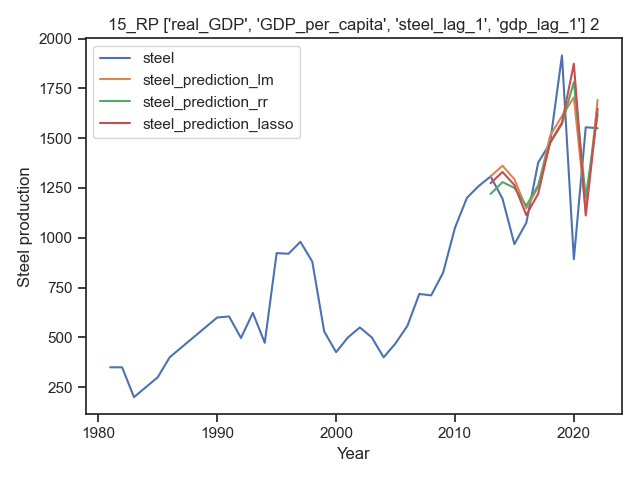 15_RP ['real_GDP', 'GDP_per_capita', 'steel_lag_1', 'gdp_lag_1'] 2
steel
steel_prediction_lm
steel_prediction_rr
steel_prediction_lasso
Steel production
2000
1750
1500
1250
1000
750
500
250
1980 1990 2000 2010 2020
Year